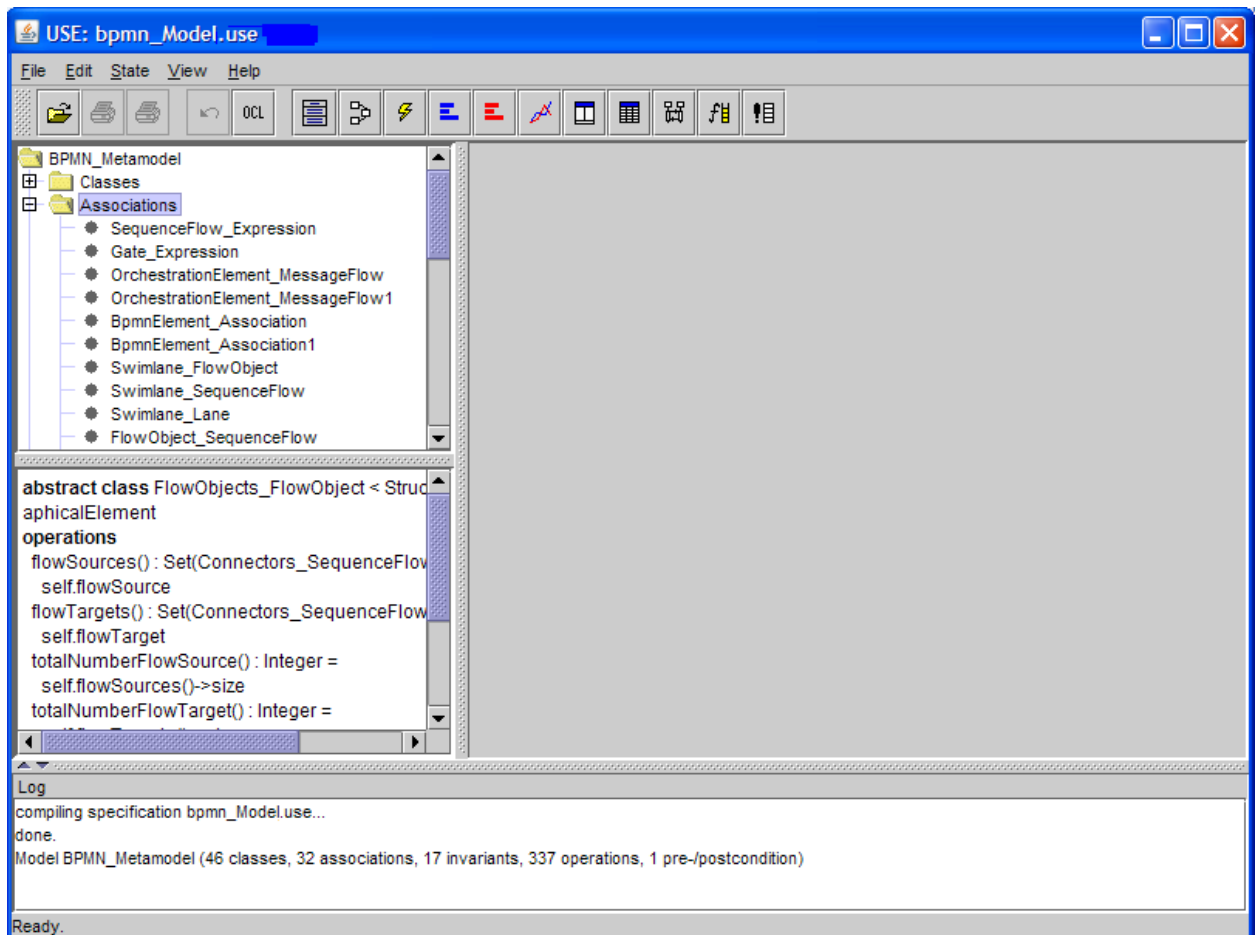 USE: bpmn_Model.use
File Edit State View Help
OCL
BPMN_Metamodel
Classes
Associations
SequenceFlow_Expression
Gate_Expression
OrchestrationElement_MessageFlow
OrchestrationElement_MessageFlow1
BpmnElement_Association
BpmnElement_Association1
Swimlane_FlowObject
Swimlane_SequenceFlow
Swimlane_Lane
FlowObject_SequenceFlow
abstract class FlowObjects_FlowObject < Struc
aphicalElement
operations
flowSources() : Set(Connectors_SequenceFlow
self.flowSource
flowTargets() : Set(Connectors_SequenceFlow
self.flowTarget
totalNumberFlowSource() : Integer =
self.flowSources()->size
totalNumberFlowTarget() : Integer =
Log
compiling specification bpmn_Model.use...
done.
Model BPMN_Metamodel (46 classes, 32 associations, 17 invariants, 337 operations, 1 pre-/postcondition)
Ready.